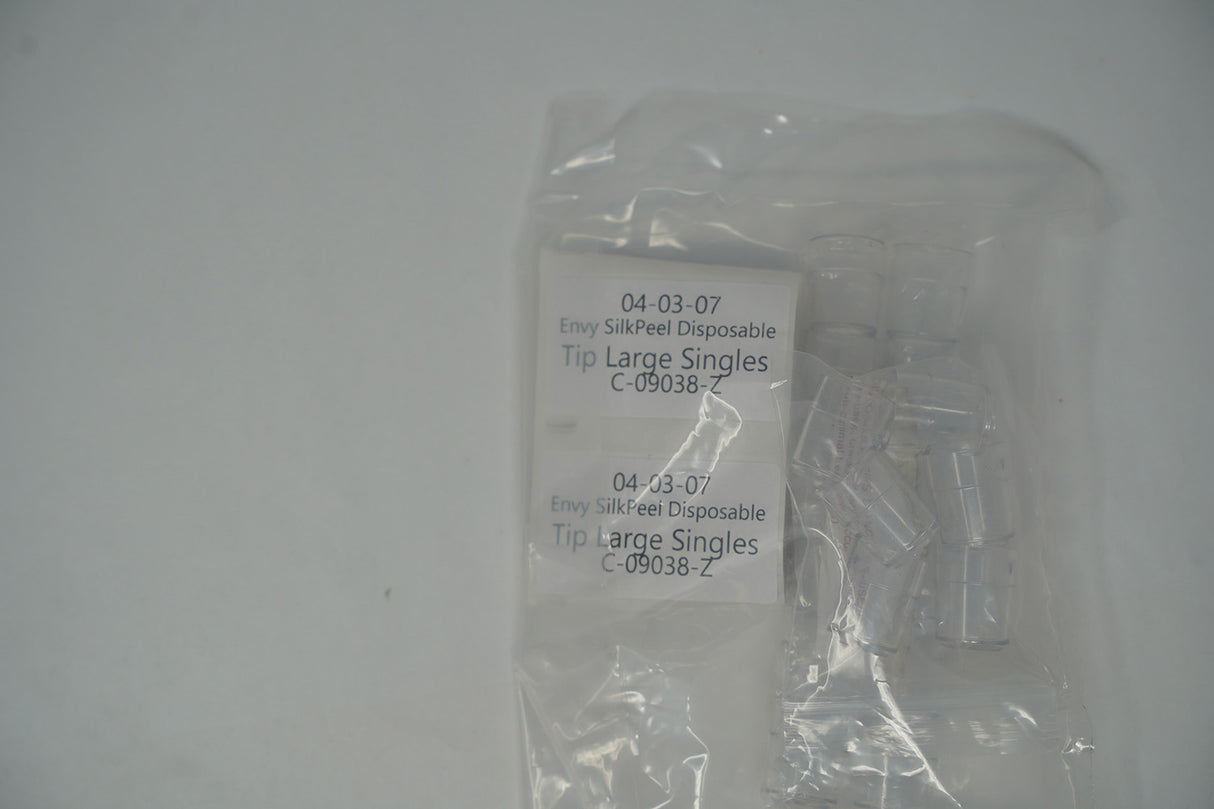 04-03-07
Envy SilkPeel Disposable
Tip Large Singles
C-09038-Z
04-03-07
Envy SilkPeel Disposable
Tip Large Singles
C-09038-Z